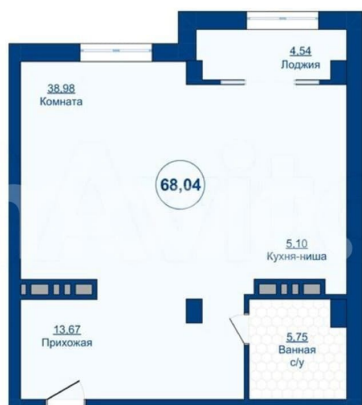 4.54
Лоджия
38.98
Комната
68,04
5.10
Кухня-ниша
13.67
Прихожая
5.75
Ванная
с/у